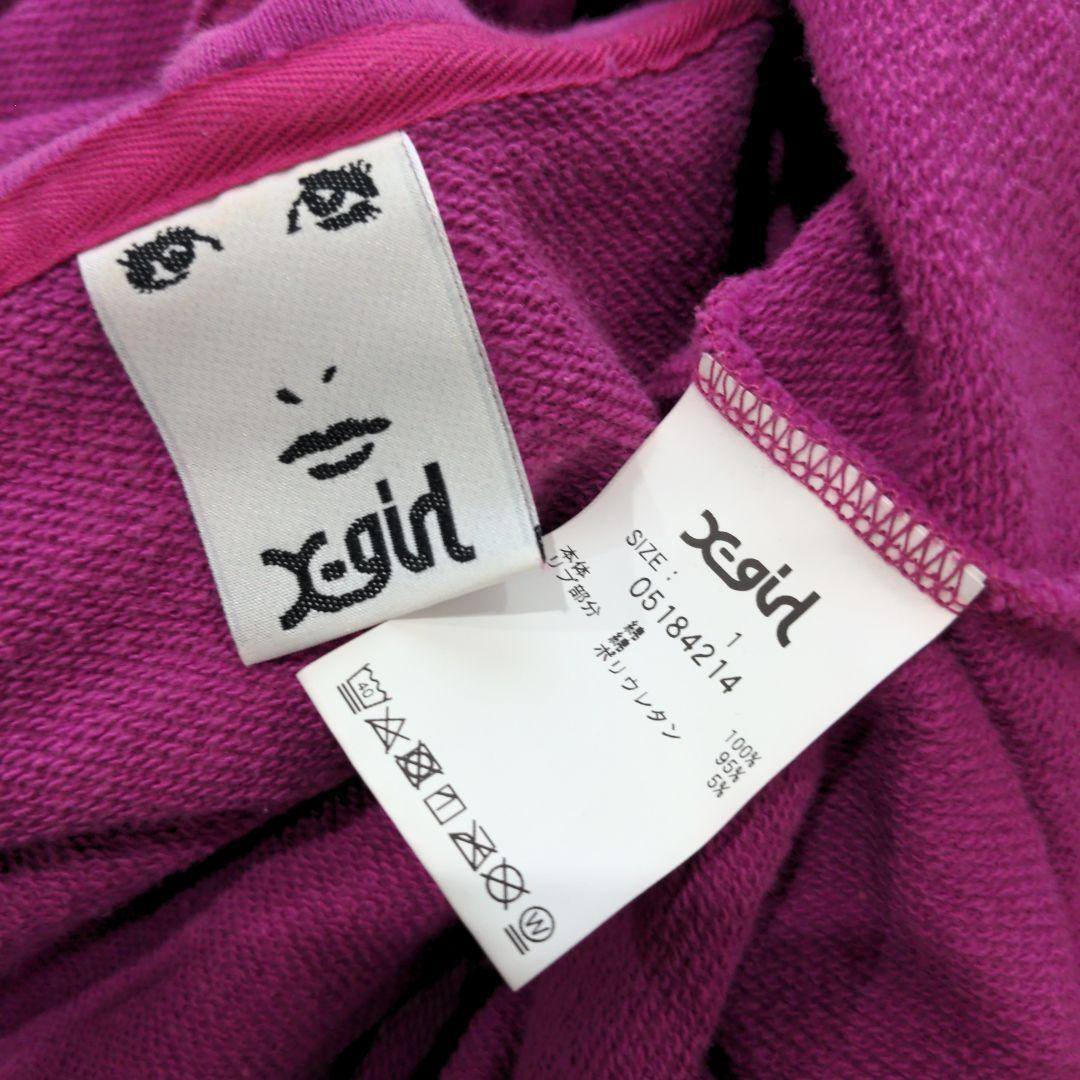 X-girl
X-girl
SIZE: 1
05184214
本体 綿 100%
リブ部分 綿 95%
ポリウレタン 5%
40
W